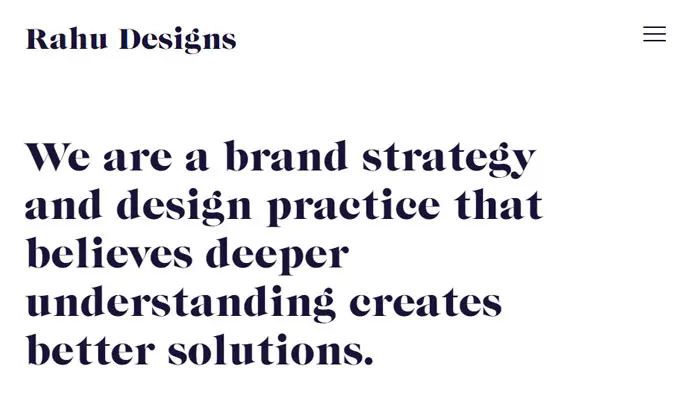 Rahu Designs
We are a brand strategy
and design practice that
believes deeper
understanding creates
better solutions.